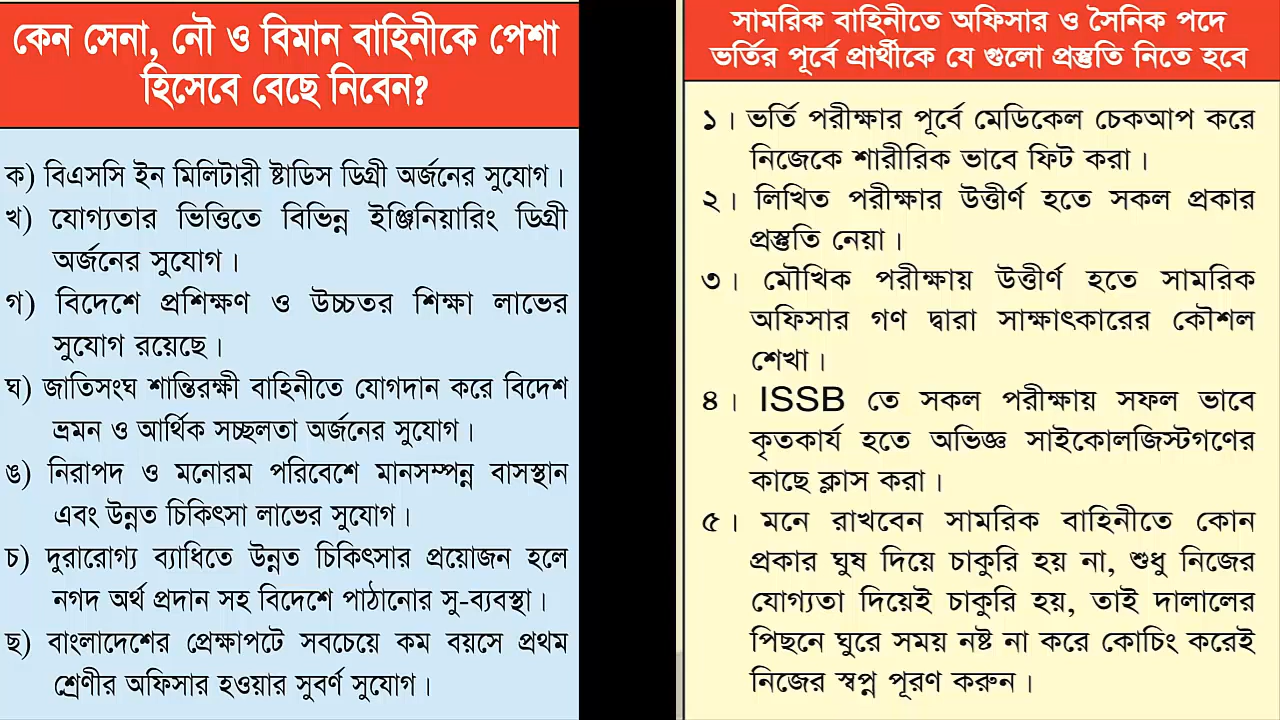 কেন সেনা, নৌ ও বিমান বাহিনীকে পেশা
হিসেবে বেছে নিবেন?
ক) বিএসসি ইন মিলিটারী ষ্টাডিস ডিগ্রী অর্জনের সুযোগ।
খ) যোগ্যতার ভিত্তিতে বিভিন্ন ইঞ্জিনিয়ারিং ডিগ্রী
অর্জনের সুযোগ।
গ) বিদেশে প্রশিক্ষণ ও উচ্চতর শিক্ষা লাভের
সুযোগ রয়েছে।
ঘ) জাতিসংঘ শান্তিরক্ষী বাহিনীতে যোগদান করে বিদেশ
ভ্রমন ও আর্থিক সচ্ছলতা অর্জনের সুযোগ।
ঙ) নিরাপদ ও মনোরম পরিবেশে মানসম্পন্ন বাসস্থান
এবং উন্নত চিকিৎসা লাভের সুযোগ।
চ) দুরারোগ্য ব্যাধিতে উন্নত চিকিৎসার প্রয়োজন হলে
নগদ অর্থ প্রদান সহ বিদেশে পাঠানোর সু-ব্যবস্থা।
ছ) বাংলাদেশের প্রেক্ষাপটে সবচেয়ে কম বয়সে প্রথম
শ্রেণীর অফিসার হওয়ার সুবর্ণ সুযোগ।
সামরিক বাহিনীতে অফিসার ও সৈনিক পদে
ভর্তির পূর্বে প্রার্থীকে যে গুলো প্রস্তুতি নিতে হবে
১। ভর্তি পরীক্ষার পূর্বে মেডিকেল চেকআপ করে
নিজেকে শারীরিক ভাবে ফিট করা।
২। লিখিত পরীক্ষার উত্তীর্ণ হতে সকল প্রকার
প্রস্তুতি নেয়া।
৩। মৌখিক পরীক্ষায় উত্তীর্ণ হতে সামরিক
অফিসার গণ দ্বারা সাক্ষাৎকারের কৌশল
শেখা।
৪। ISSB তে সকল পরীক্ষায় সফল ভাবে
কৃতকার্য হতে অভিজ্ঞ সাইকোলজিস্টগণের
কাছে ক্লাস করা।
৫। মনে রাখবেন সামরিক বাহিনীতে কোন
প্রকার ঘুষ দিয়ে চাকুরি হয় না, শুধু নিজের
যোগ্যতা দিয়েই চাকুরি হয়, তাই দালালের
পিছনে ঘুরে সময় নষ্ট না করে কোচিং করেই
নিজের স্বপ্ন পূরণ করুন।